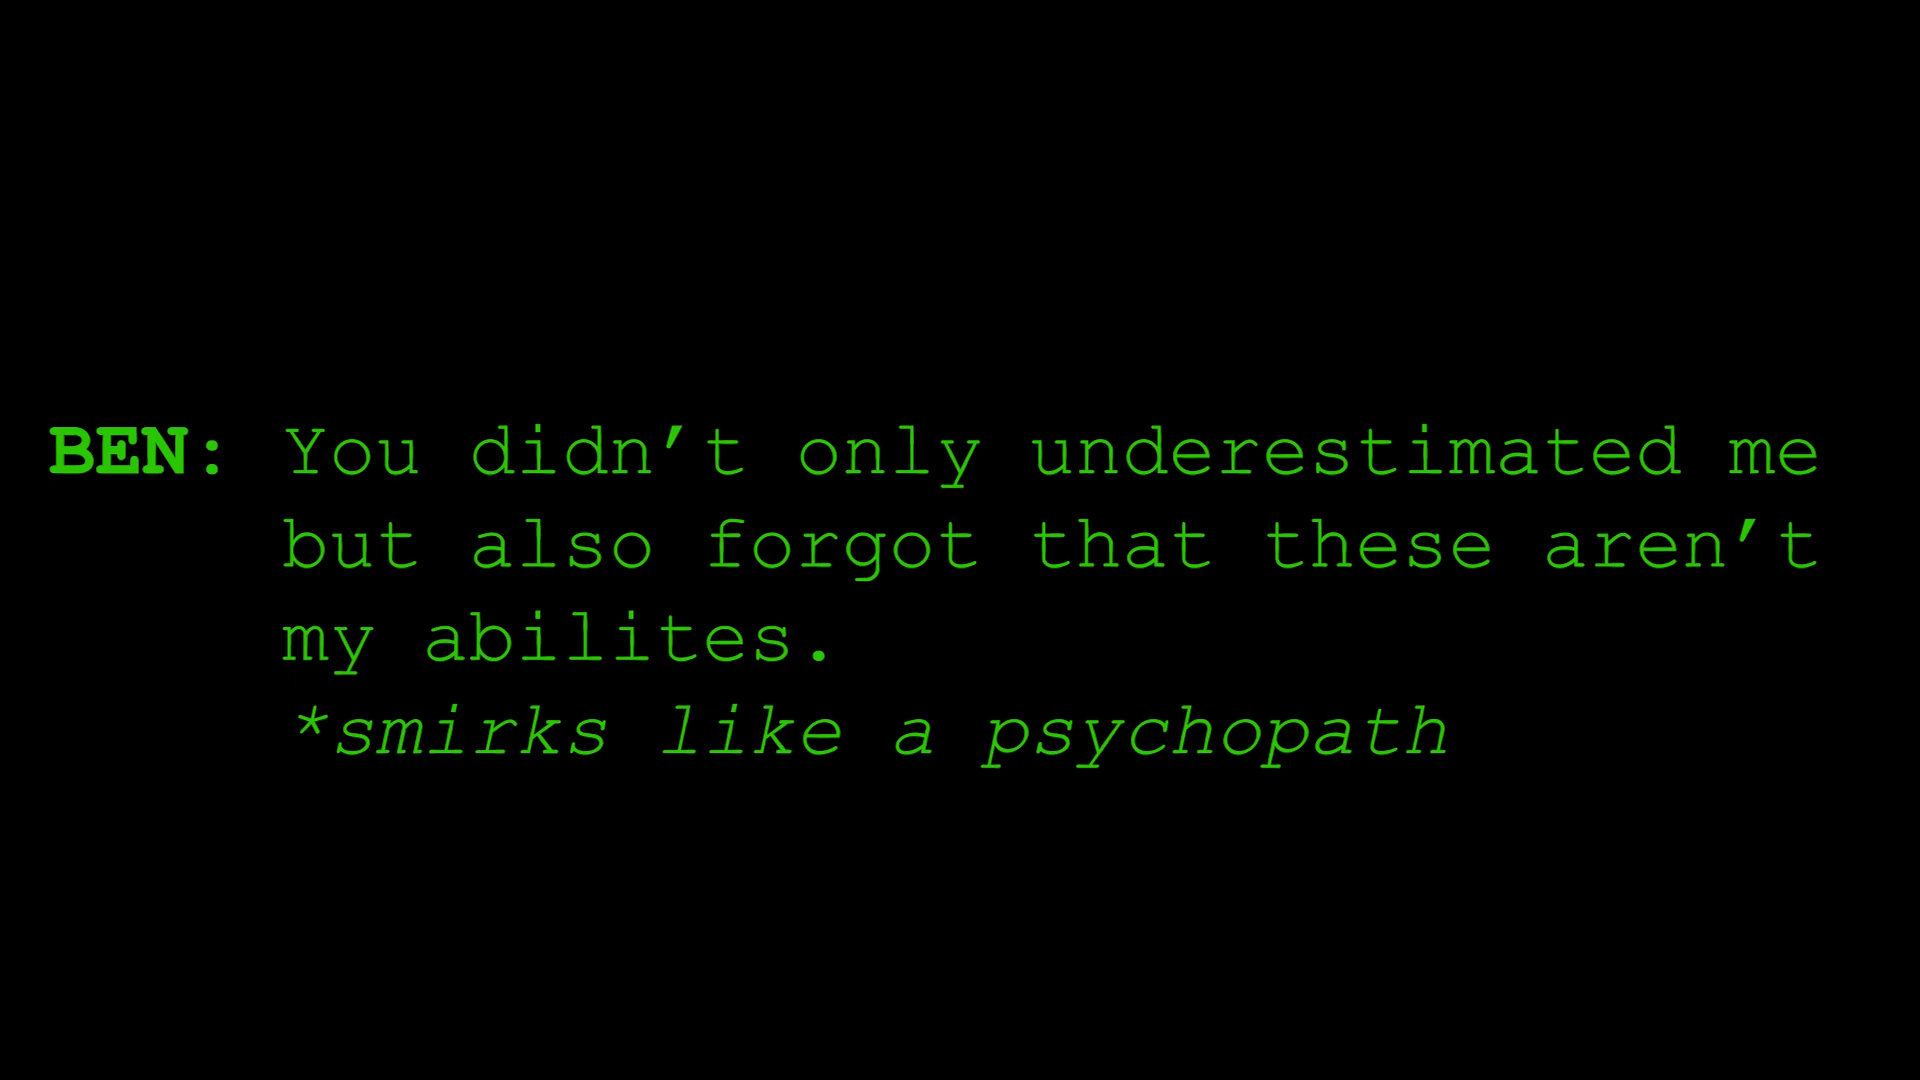 BEN: You didn’t only underestimated me
but also forgot that these aren’t
my abilites.
*smirks like a psychopath